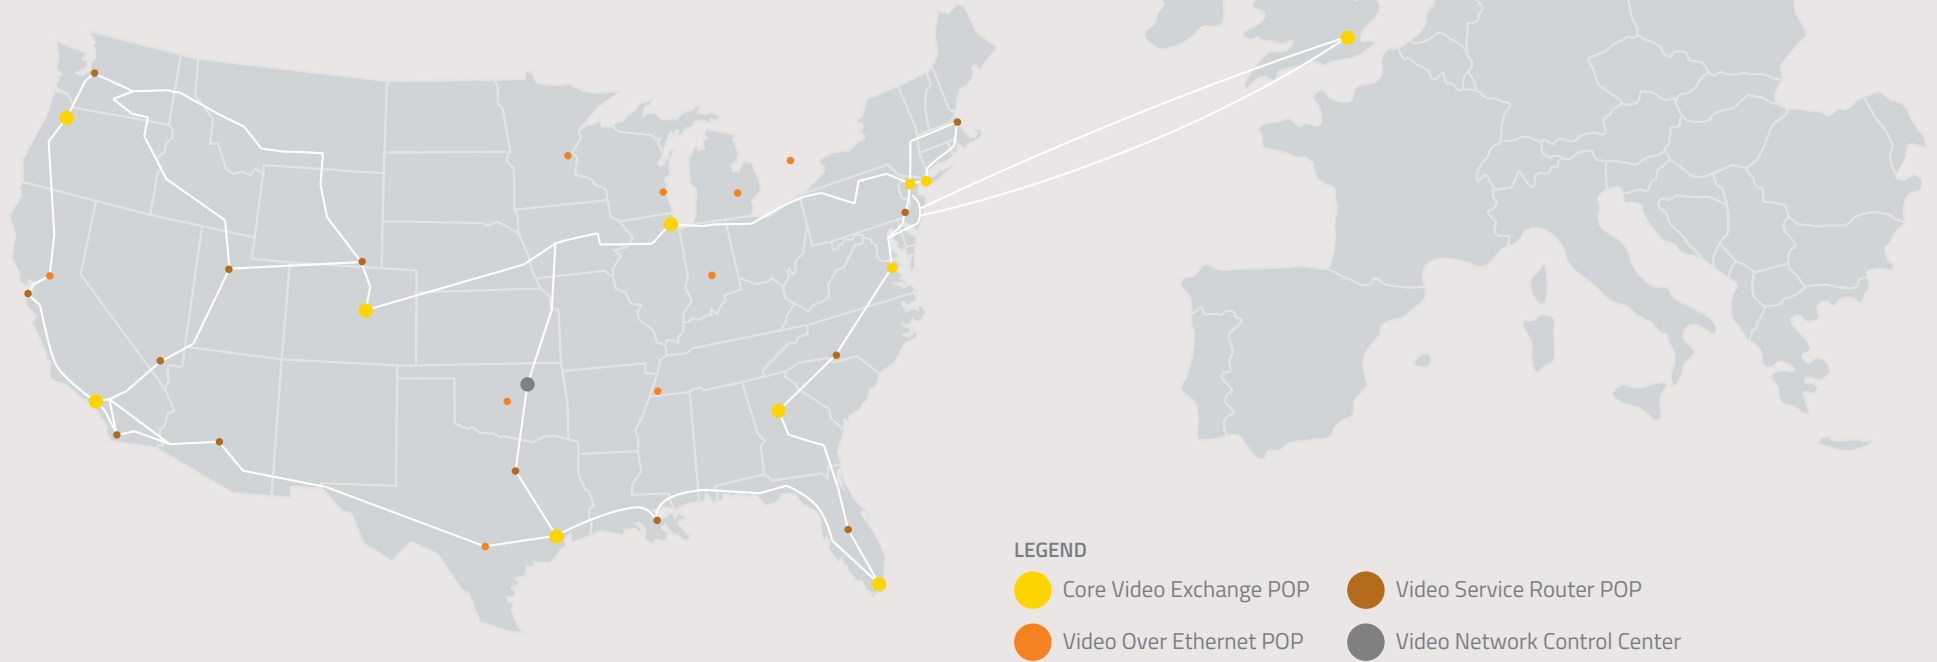 LEGEND
Core Video Exchange POP
Video Service Router POP
Video Over Ethernet POP
Video Network Control Center